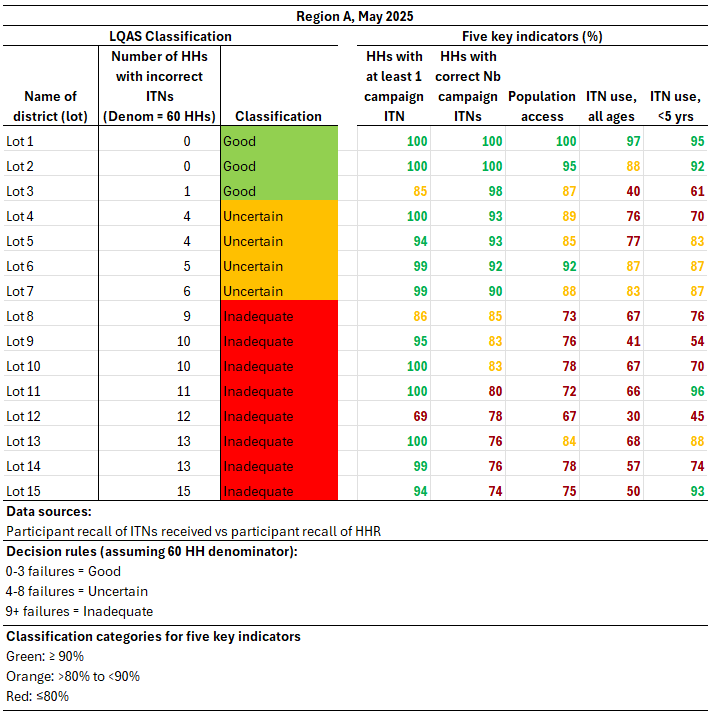 Region A, May 2025
LQAS Classification Five key indicators (%)
Name of district (lot) Number of HHs with incorrect ITNs (Denom = 60 HHs) Classification HHs with at least 1 campaign ITN HHs with correct Nb campaign ITNs Population access ITN use, all ages ITN use, <5 yrs
Lot 1 0 Good 100 100 100 97 95
Lot 2 0 Good 100 100 95 88 92
Lot 3 1 Good 85 98 87 40 61
Lot 4 4 Uncertain 100 93 89 76 70
Lot 5 4 Uncertain 94 93 85 77 83
Lot 6 5 Uncertain 99 92 92 87 87
Lot 7 6 Uncertain 99 90 88 83 87
Lot 8 9 Inadequate 86 85 73 67 76
Lot 9 10 Inadequate 95 83 76 41 54
Lot 10 10 Inadequate 100 83 78 67 70
Lot 11 11 Inadequate 100 80 72 66 96
Lot 12 12 Inadequate 69 78 67 30 45
Lot 13 13 Inadequate 100 76 84 68 88
Lot 14 13 Inadequate 99 76 78 57 74
Lot 15 15 Inadequate 94 74 75 50 93
Data sources:
Participant recall of ITNs received vs participant recall of HHR
Decision rules (assuming 60 HH denominator):
0-3 failures = Good
4-8 failures = Uncertain
9+ failures = Inadequate
Classification categories for five key indicators
Green: ≥ 90%
Orange: >80% to <90%
Red: ≤80%